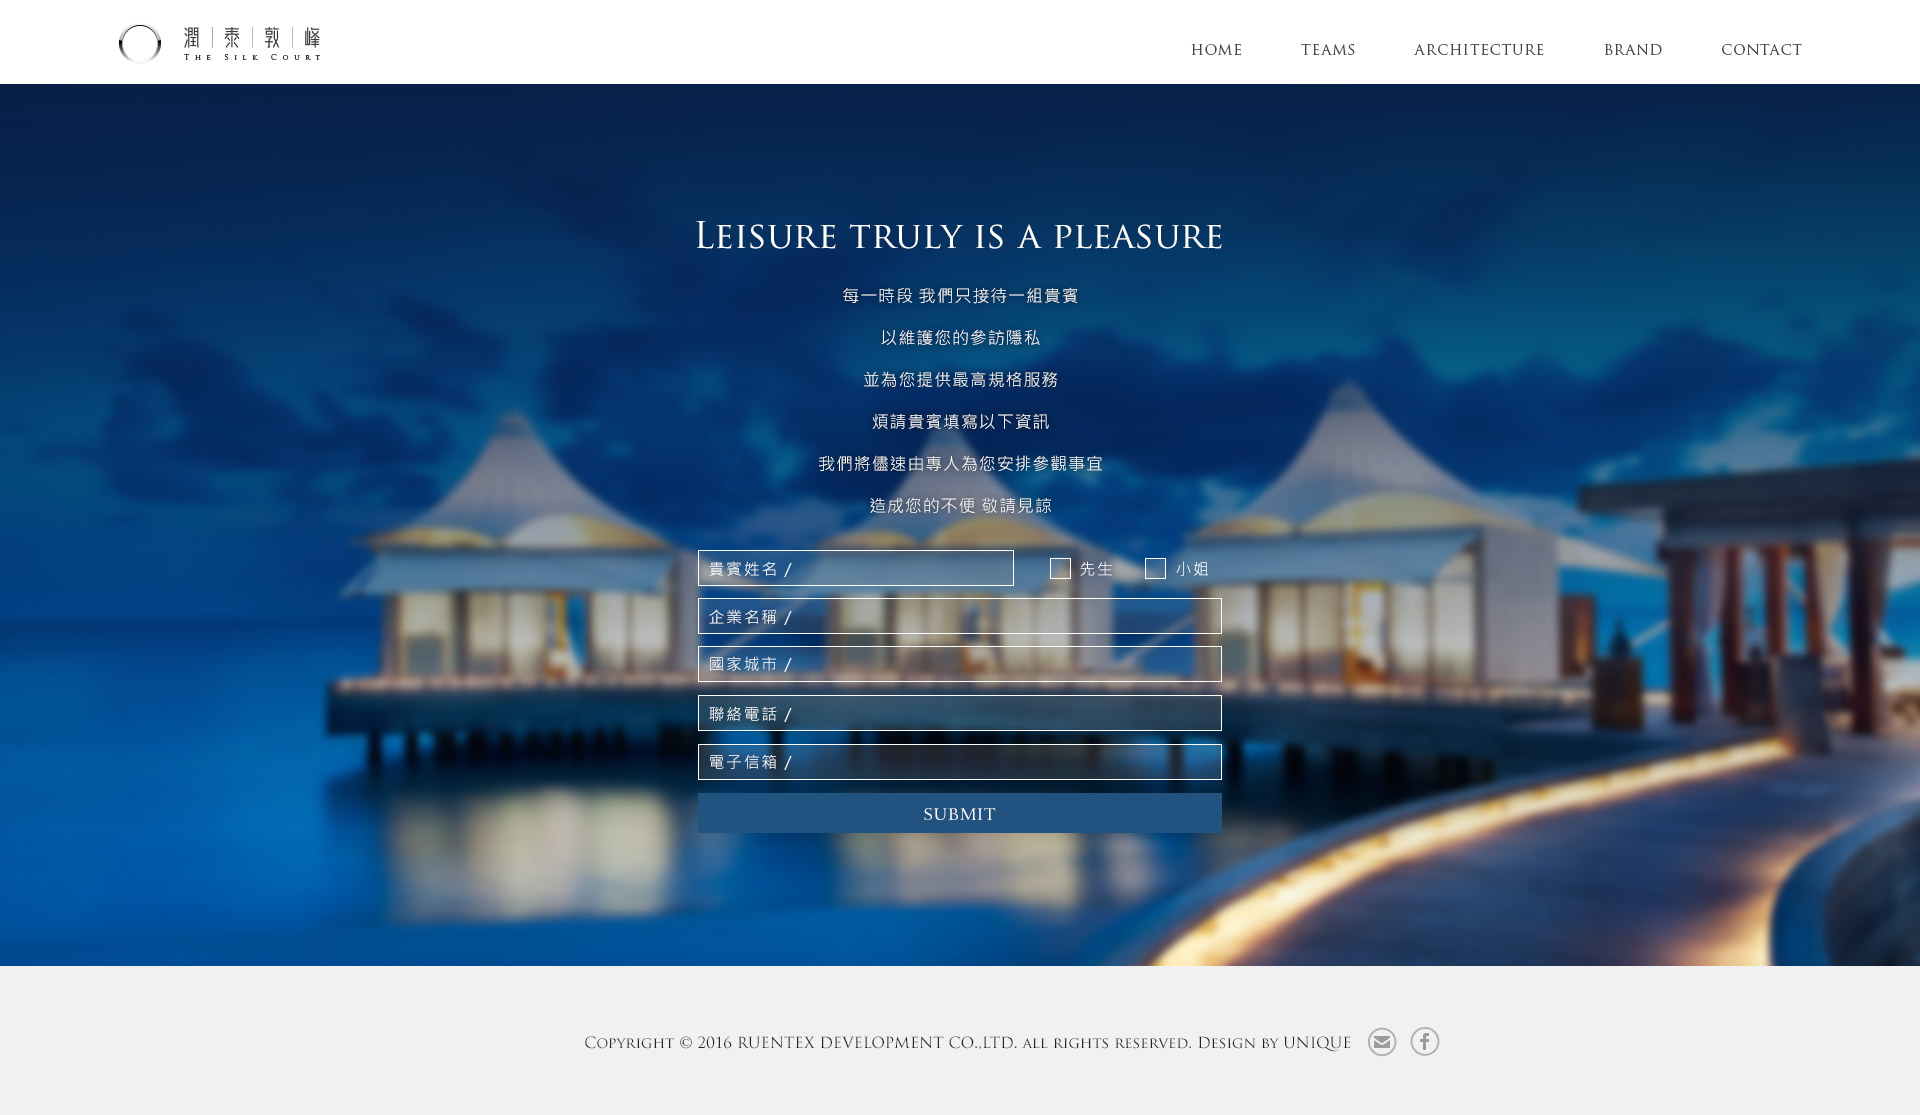 潤泰敦峰
THE SILK COURT
HOME TEAMS ARCHITECTURE BRAND CONTACT
LEISURE TRULY IS A PLEASURE
每一時段 我們只接待一組貴賓
以維護您的參訪隱私
並為您提供最高規格服務
煩請貴賓填寫以下資訊
我們將儘速由專人為您安排參觀事宜
造成您的不便 敬請見諒
貴賓姓名 / 先生 小姐
企業名稱 /
國家城市 /
聯絡電話 /
電子信箱 /
SUBMIT
COPYRIGHT © 2016 RUENTEX DEVELOPMENT CO.,LTD. ALL RIGHTS RESERVED. DESIGN BY UNIQUE